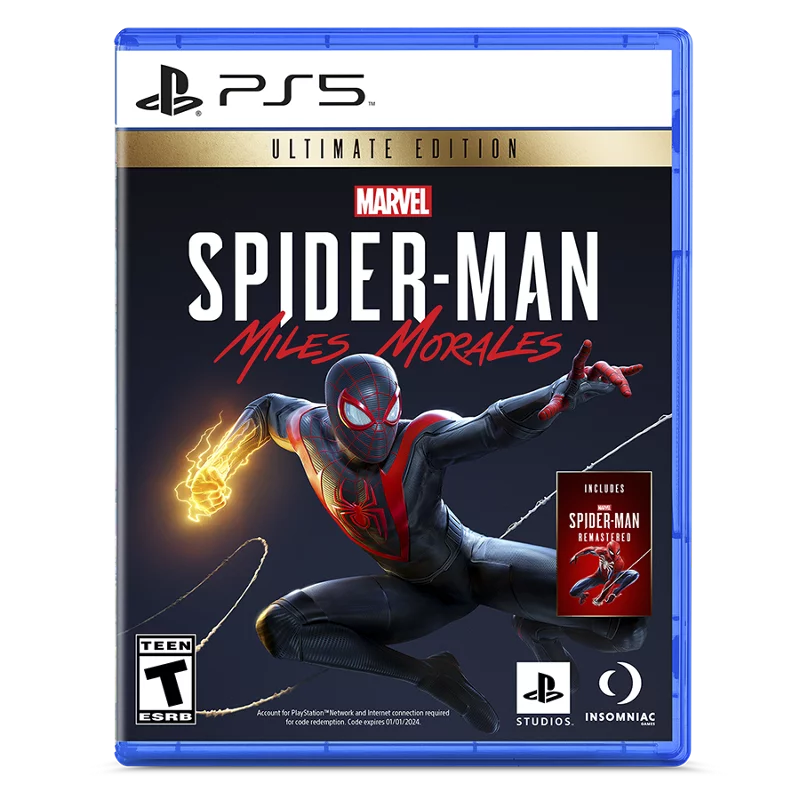 PS5™
ULTIMATE EDITION
MARVEL
SPIDER-MAN
MILES MORALES
INCLUDES
MARVEL
SPIDER-MAN
REMASTERED
TEEN
T
ESRB
Account for PlayStation™Network and Internet connection required
for code redemption. Code expires 01/01/2024.
STUDIOS.
INSOMNIAC
GAMES